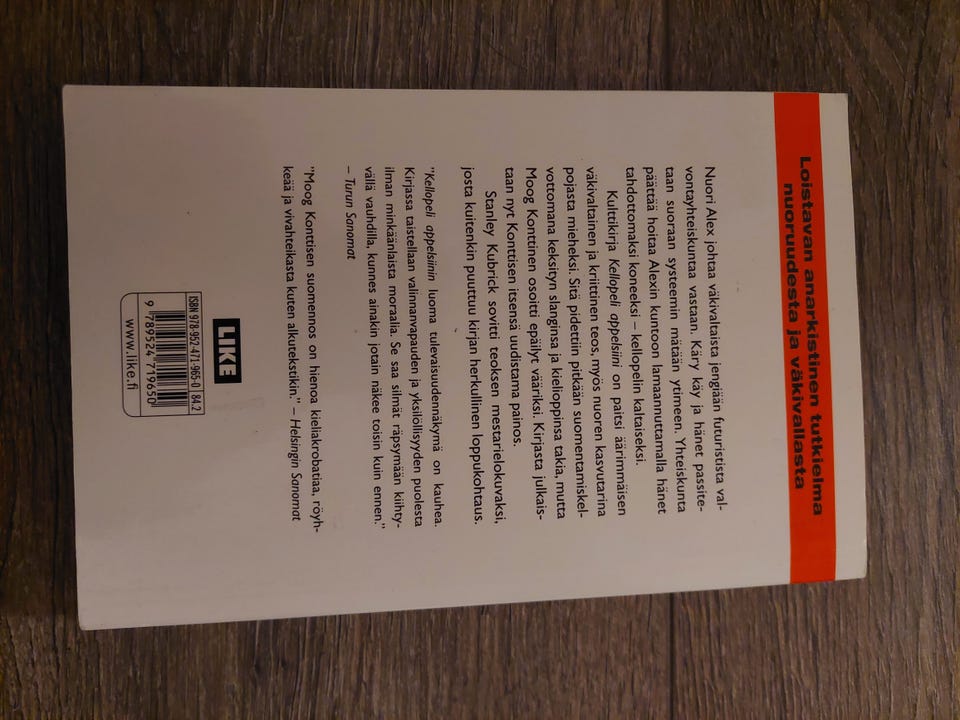 Loistavan anarkistinen tutkielma
nuoruudesta ja väkivallasta
Nuori Alex johtaa väkivaltaista jengiään futuristista val-
vontayhteiskuntaa vastaan. Käry käy ja hänet passite-
taan suoraan systeemin mätään ytimeen. Yhteiskunta
päättää hoitaa Alexin kuntoon lamaannuttamalla hänet
tahdottomaksi koneeksi – kellopelin kaltaiseksi.
Kulttikirja Kellopeli appelsiini on paitsi äärimmäisen
väkivaltainen ja kriittinen teos, myös nuoren kasvutarina
pojasta mieheksi. Sitä pidettiin pitkään suomentamiskel-
vottomana keksityn slanginsa ja kielioppinsa takia, mutta
Moog Konttinen osoitti epäilyt vääriksi. Kirjasta julkais-
taan nyt Konttisen itsensä uudistama painos.
Stanley Kubrick sovitti teoksen mestarielokuvaksi,
josta kuitenkin puuttuu kirjan herkullinen loppukohtaus.
"Kellopeli appelsiinin luoma tulevaisuudennäkymä on kauhea.
Kirjassa taistellaan valinnanvapauden ja yksilöllisyyden puolesta
ilman minkäänlaista moraalia. Se saa silmät räpsymään kiihty-
vällä vauhdilla, kunnes ainakin jotain näkee toisin kuin ennen."
– Turun Sanomat
"Moog Konttisen suomennos on hienoa kieliakrobatiaa, röyh-
keää ja vivahteikasta kuten alkutekstikin." – Helsingin Sanomat
LIKE
ISBN 978-952-471-965-0 84.2
9 789524 719650
www.like.fi